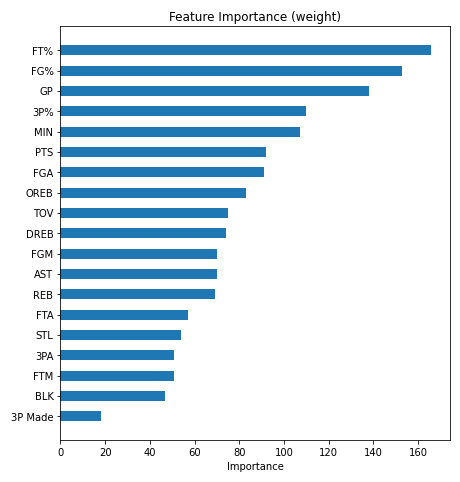 Feature Importance (weight)
FT%
FG%
GP
3P%
MIN
PTS
FGA
OREB
TOV
DREB
FGM
AST
REB
FTA
STL
3PA
FTM
BLK
3P Made
0 20 40 60 80 100 120 140 160
Importance